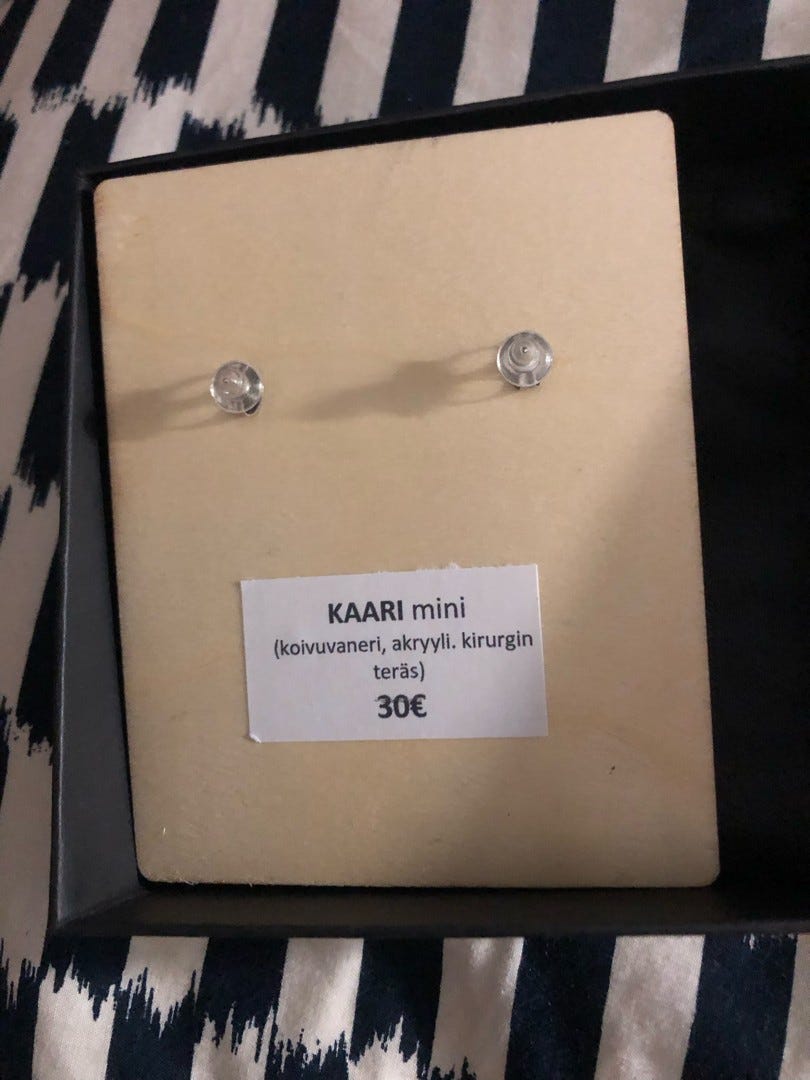 KAARI mini
(koivuvaneri, akryyli. kirurgin
teräs)
30€